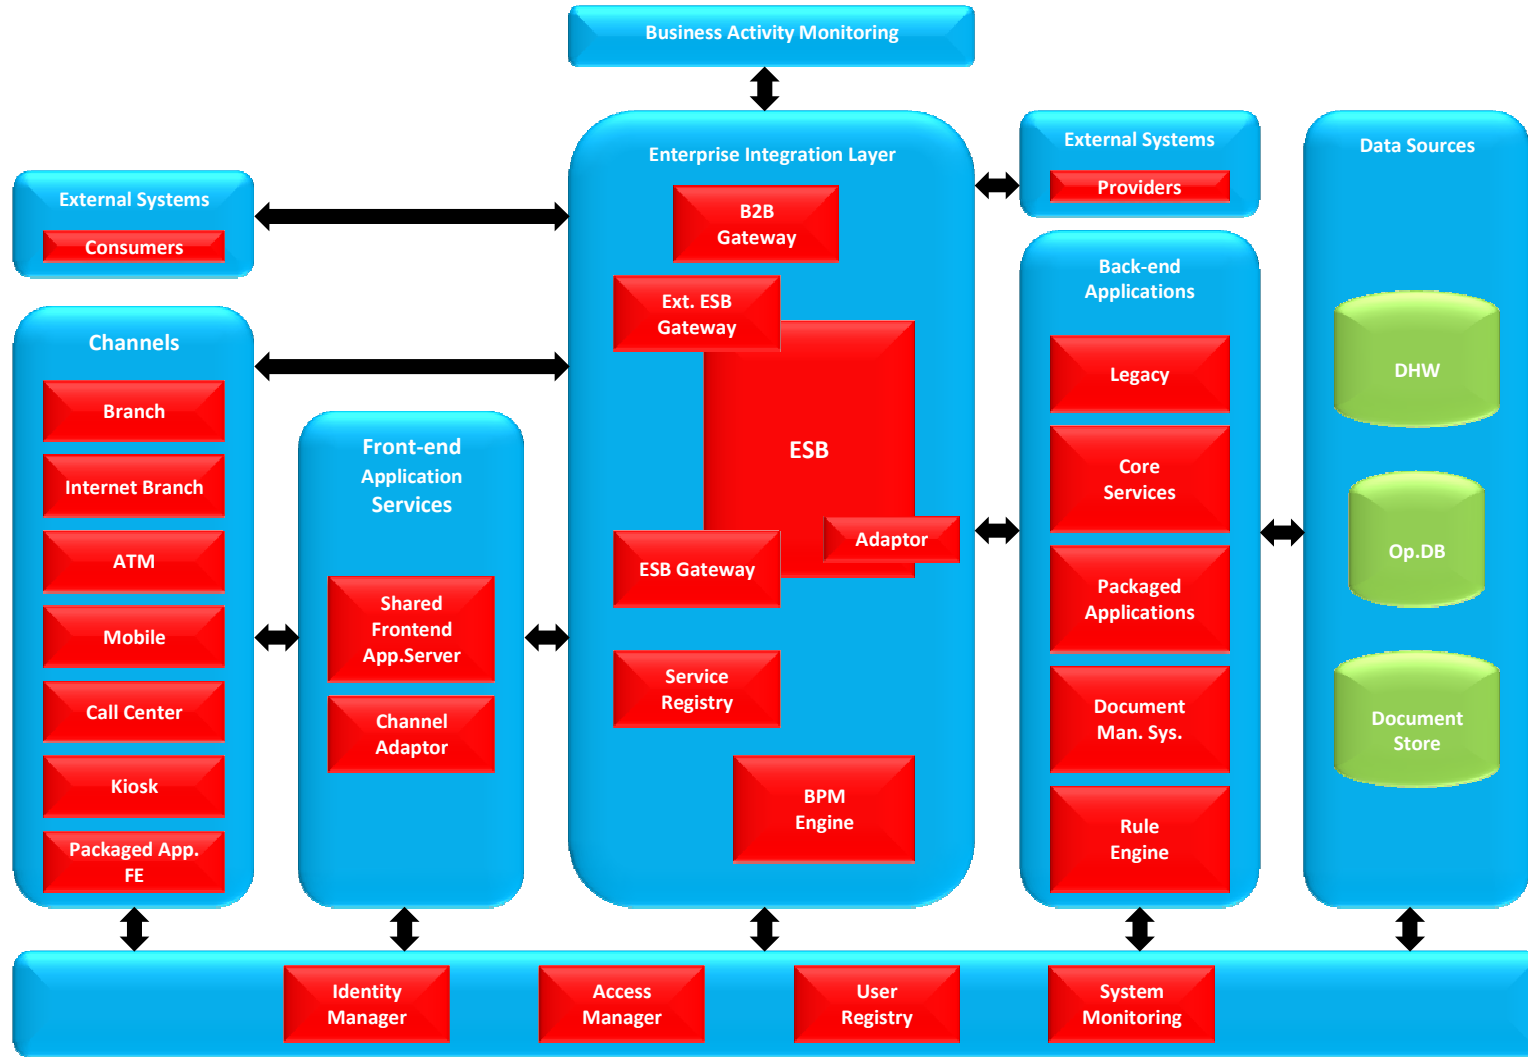 Business Activity Monitoring
External Systems
Consumers
Channels
Branch
Internet Branch
ATM
Mobile
Call Center
Kiosk
Packaged App.
FE
Front-end
Application
Services
Shared
Frontend
App.Server
Channel
Adaptor
Enterprise Integration Layer
B2B
Gateway
Ext. ESB
Gateway
ESB
Adaptor
ESB Gateway
Service
Registry
BPM
Engine
External Systems
Providers
Back-end
Applications
Legacy
Core
Services
Packaged
Applications
Document
Man. Sys.
Rule
Engine
Data Sources
DHW
Op.DB
Document
Store
Identity
Manager
Access
Manager
User
Registry
System
Monitoring